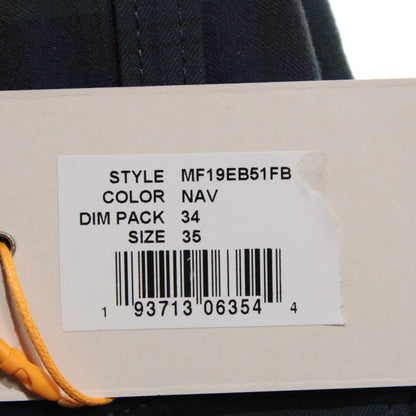 STYLE MF19EB51FB
COLOR NAV
DIM PACK 34
SIZE 35
1 93713 06354 4